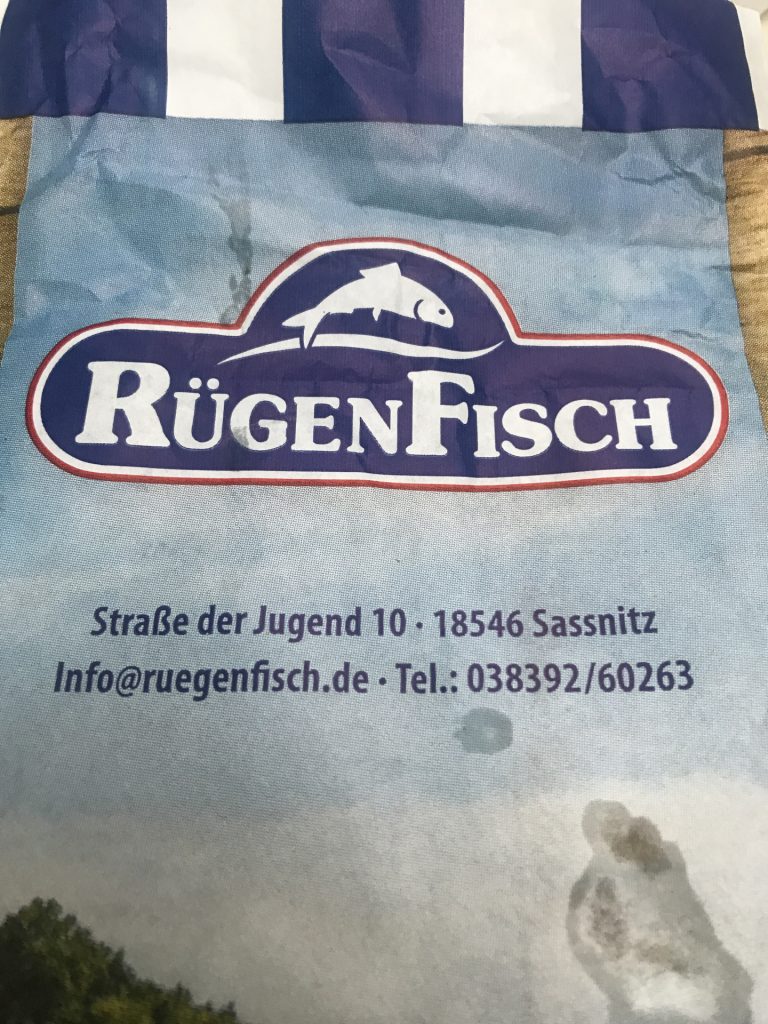 RÜGENFISCH
Straße der Jugend 10 · 18546 Sassnitz
Info@ruegenfisch.de · Tel.: 038392/60263